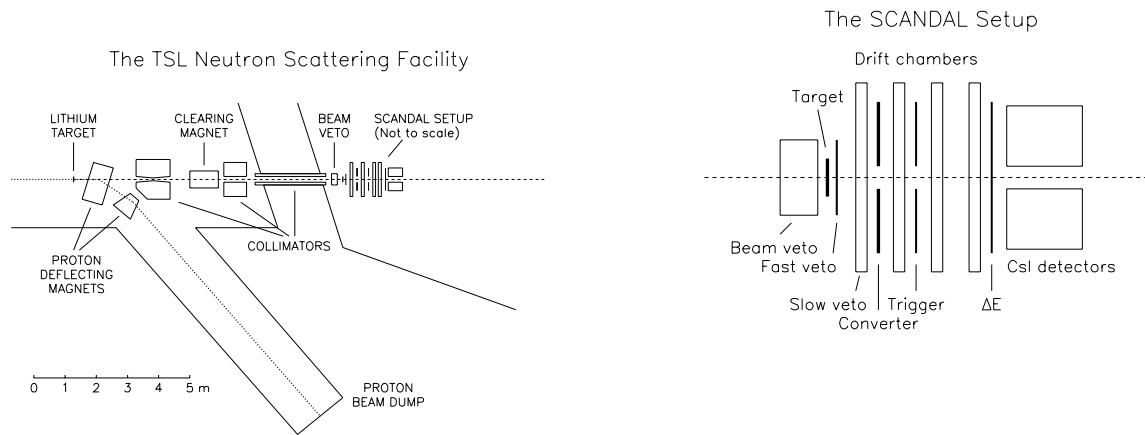 The TSL Neutron Scattering Facility
LITHIUM
TARGET
CLEARING
MAGNET
BEAM
VETO
SCANDAL SETUP
(Not to scale)
COLLIMATORS
PROTON
DEFLECTING
MAGNETS
0 1 2 3 4 5 m
PROTON
BEAM DUMP
The SCANDAL Setup
Drift chambers
Target
Beam veto
Fast veto
CsI detectors
Slow veto
Trigger
ΔE
Converter